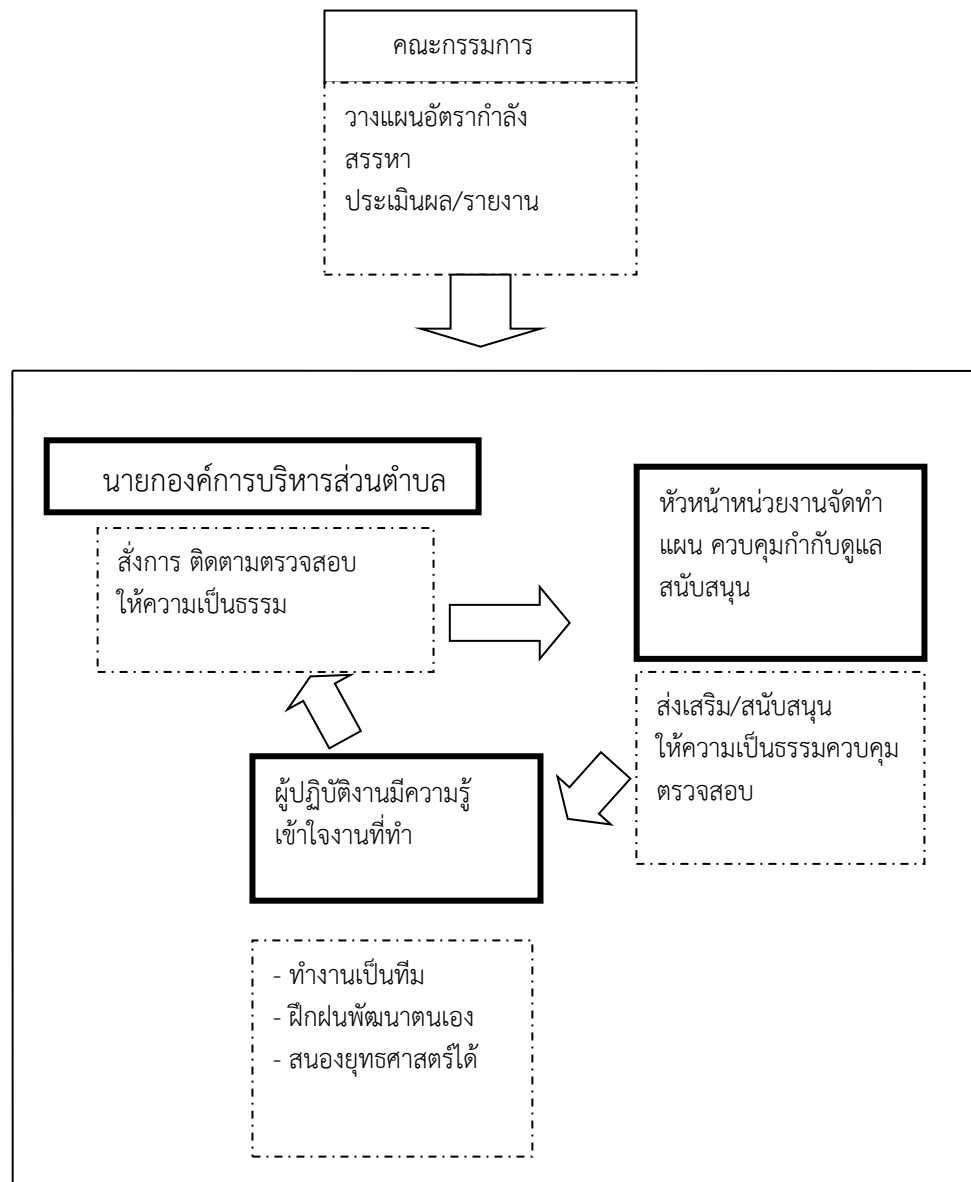 คณะกรรมการ
วางแผนอัตรากำลัง
สรรหา
ประเมินผล/รายงาน
นายกองค์การบริหารส่วนตำบล
สั่งการ ติดตามตรวจสอบ
ให้ความเป็นธรรม
หัวหน้าหน่วยงานจัดทำ
แผน ควบคุมกำกับดูแล
สนับสนุน
ส่งเสริม/สนับสนุน
ให้ความเป็นธรรมควบคุม
ตรวจสอบ
ผู้ปฏิบัติงานมีความรู้
เข้าใจงานที่ทำ
- ทำงานเป็นทีม
- ฝึกฝนพัฒนาตนเอง
- สนองยุทธศาสตร์ได้